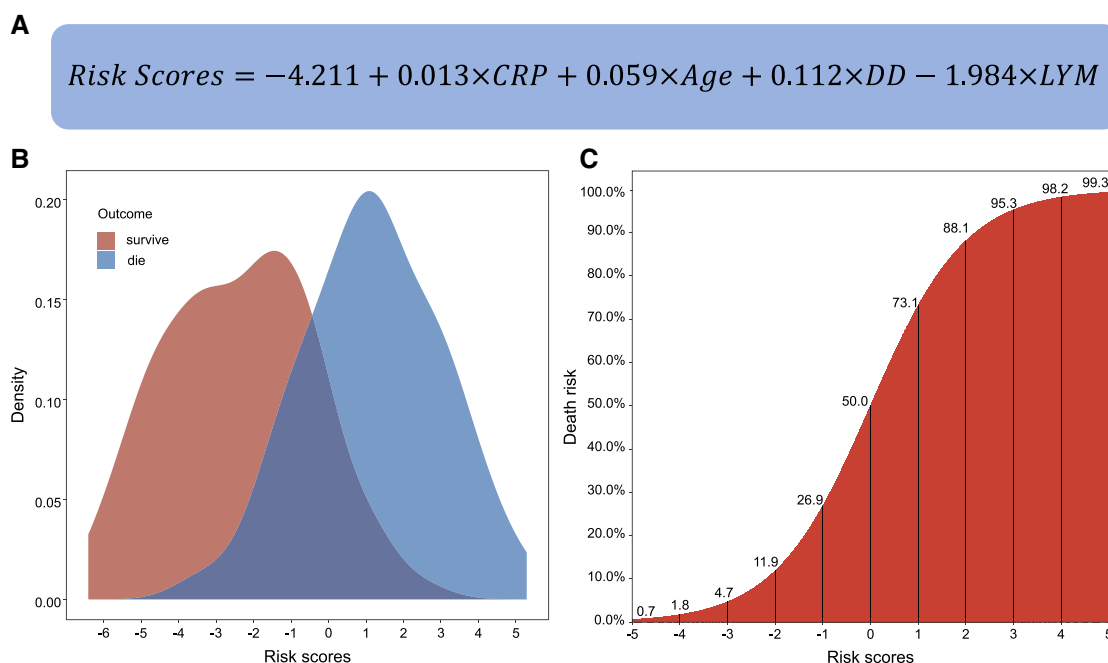 A
Risk Scores = −4.211 + 0.013×CRP + 0.059×Age + 0.112×DD − 1.984×LYM
B
Outcome
survive
die
Density
0.20
0.15
0.10
0.05
0.00
-6 -5 -4 -3 -2 -1 0 1 2 3 4 5
Risk scores
C
Death risk
100.0%
90.0%
80.0%
70.0%
60.0%
50.0%
40.0%
30.0%
20.0%
10.0%
0.0%
0.7 1.8 4.7 11.9 26.9 50.0 73.1 88.1 95.3 98.2 99.3
-5 -4 -3 -2 -1 0 1 2 3 4 5
Risk scores